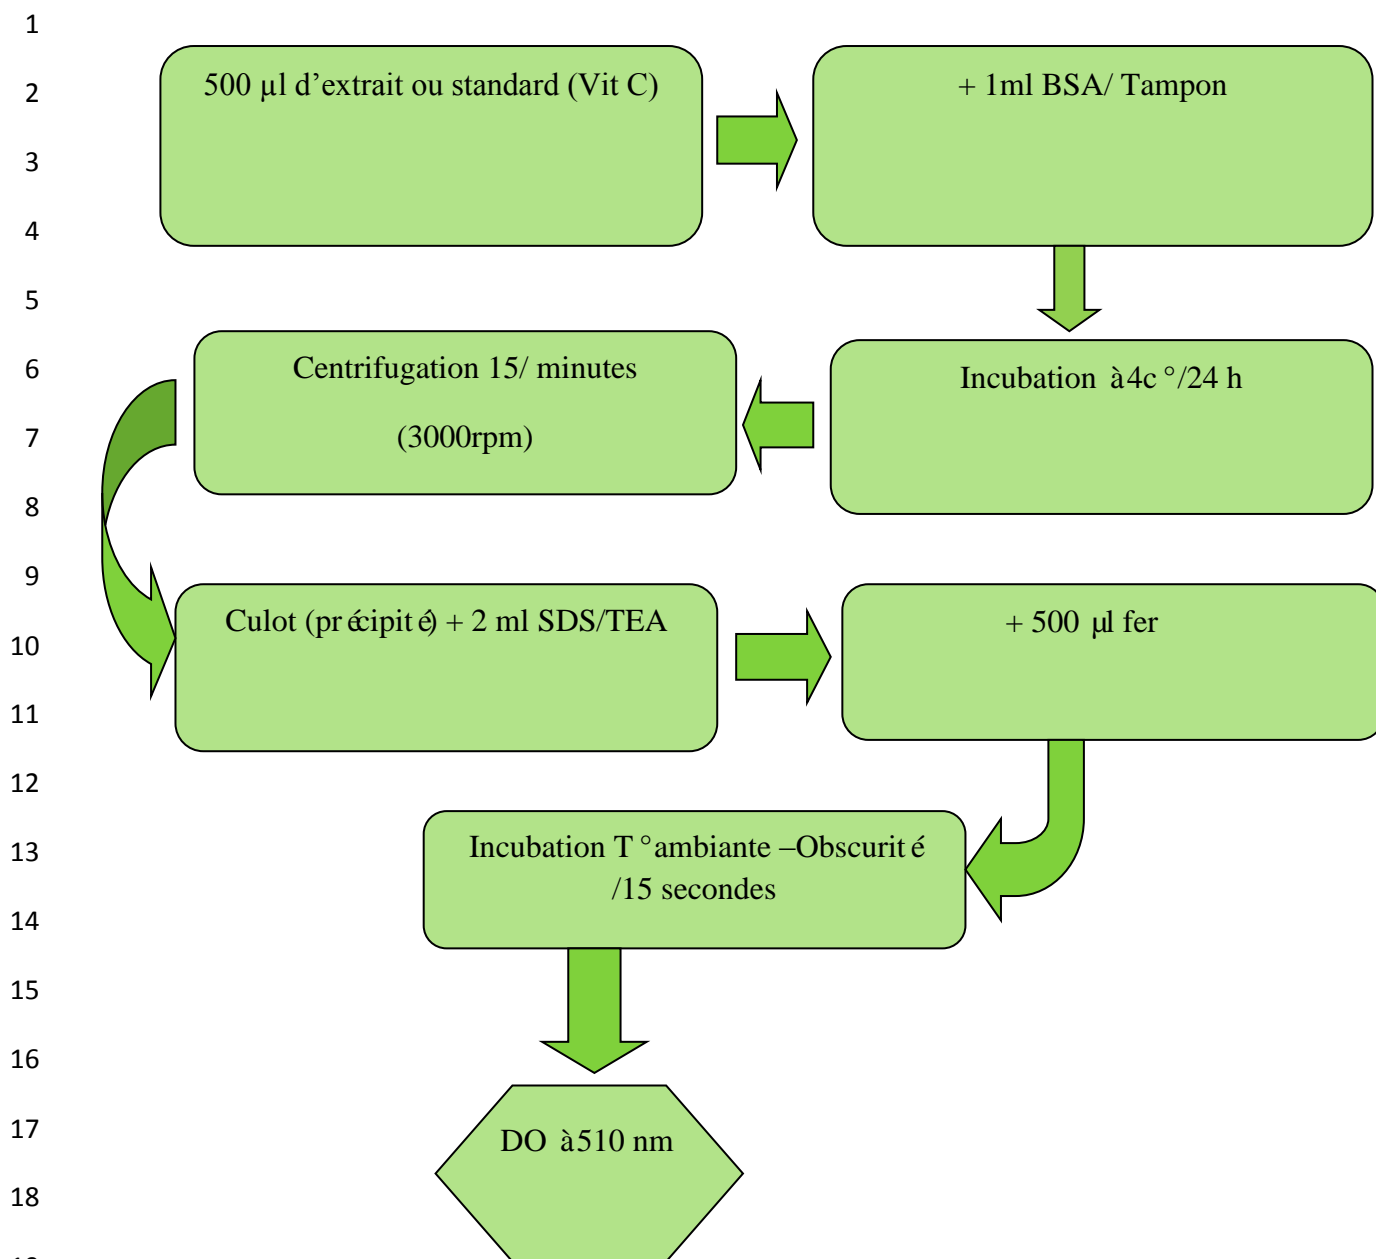 1
500 µl d’extrait ou standard (Vit C)
+ 1ml BSA/ Tampon
2
3
4
5
6
Centrifugation 15/ minutes
Incubation à4c °/24 h
7
(3000rpm)
8
9
Culot (précipité) + 2 ml SDS/TEA
+ 500 µl fer
10
11
12
13
Incubation T °ambiante –Obscurité
/15 secondes
14
15
16
17
DO à510 nm
18